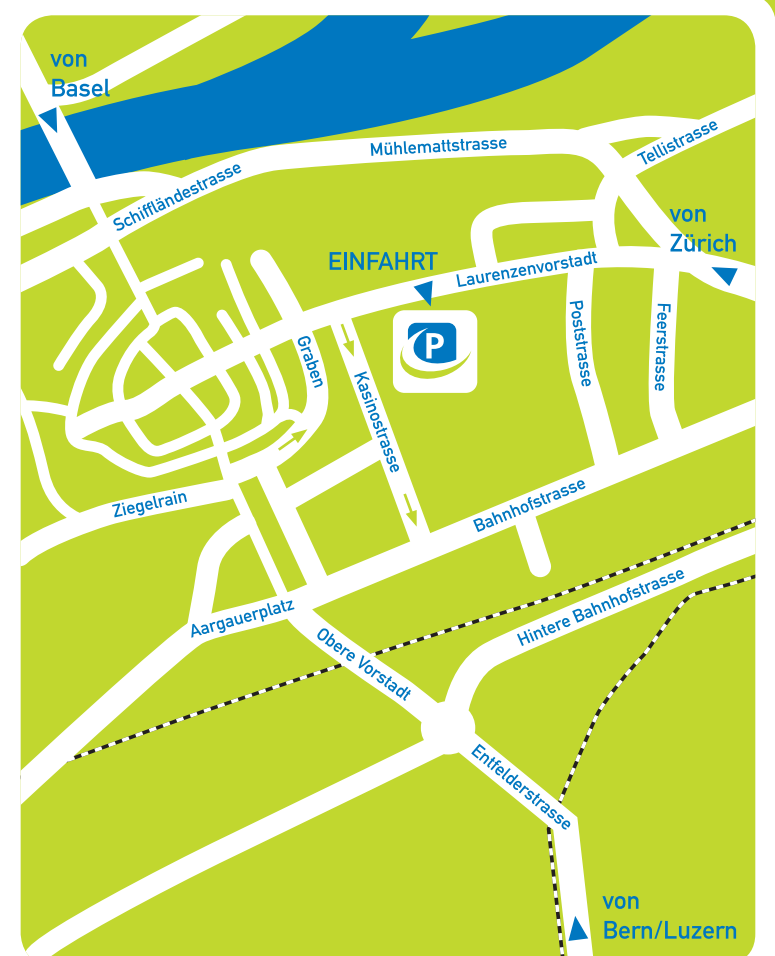 von
Basel
Mühlemattstrasse
Tellistrasse
Schiffländestrasse
von
Zürich
EINFAHRT
Laurenzenvorstadt
P
Graben
Kasinostrasse
Poststrasse
Feerstrasse
Ziegelrain
Bahnhofstrasse
Aargauerplatz
Hintere Bahnhofstrasse
Obere Vorstadt
Entfelderstrasse
von
Bern/Luzern